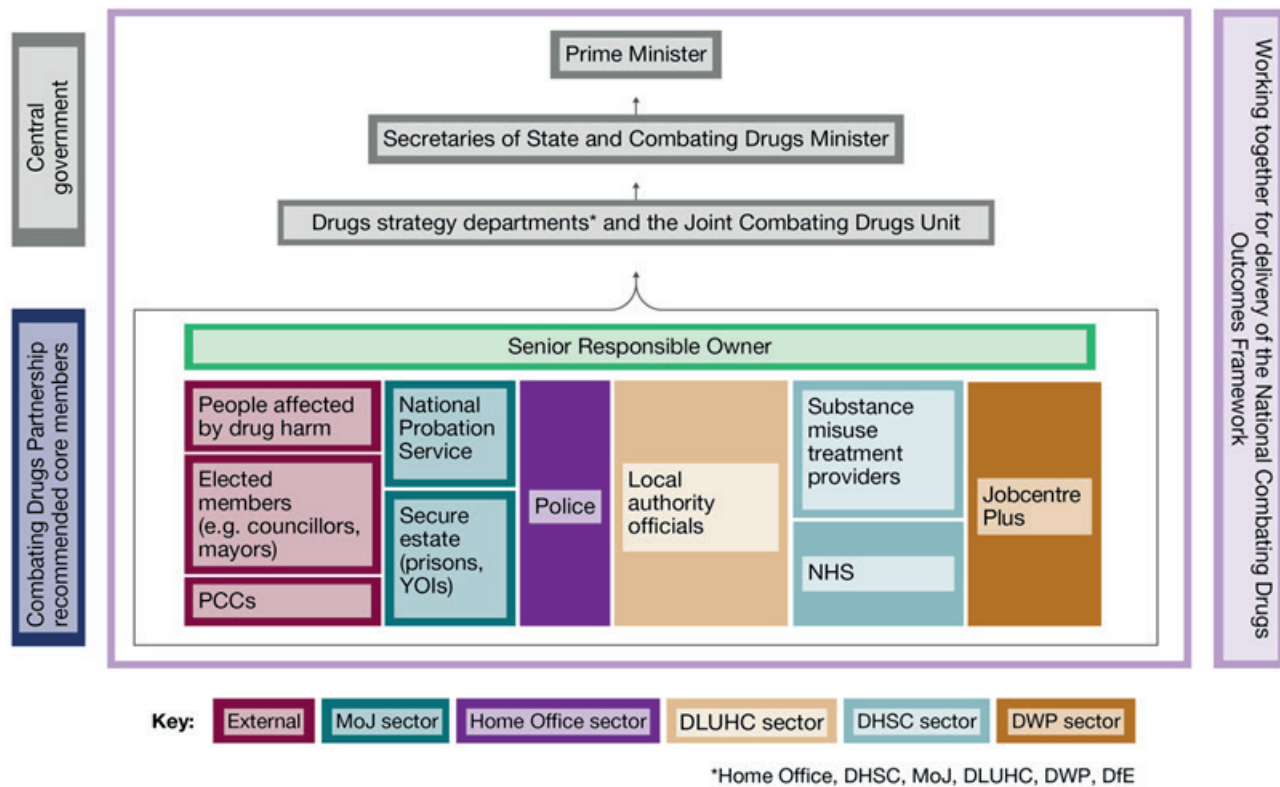 Central
government
Prime Minister
Secretaries of State and Combating Drugs Minister
Drugs strategy departments* and the Joint Combating Drugs Unit
Combating Drugs Partnership
recommended core members
Senior Responsible Owner
People affected
by drug harm
Elected
members
(e.g. councillors,
mayors)
PCCs
National
Probation
Service
Secure
estate
(prisons,
YOIs)
Police
Local
authority
officials
Substance
misuse
treatment
providers
NHS
Jobcentre
Plus
Working together for delivery of the National Combating Drugs
Outcomes Framework
Key:
External
MoJ sector
Home Office sector
DLUHC sector
DHSC sector
DWP sector
*Home Office, DHSC, MoJ, DLUHC, DWP, DfE